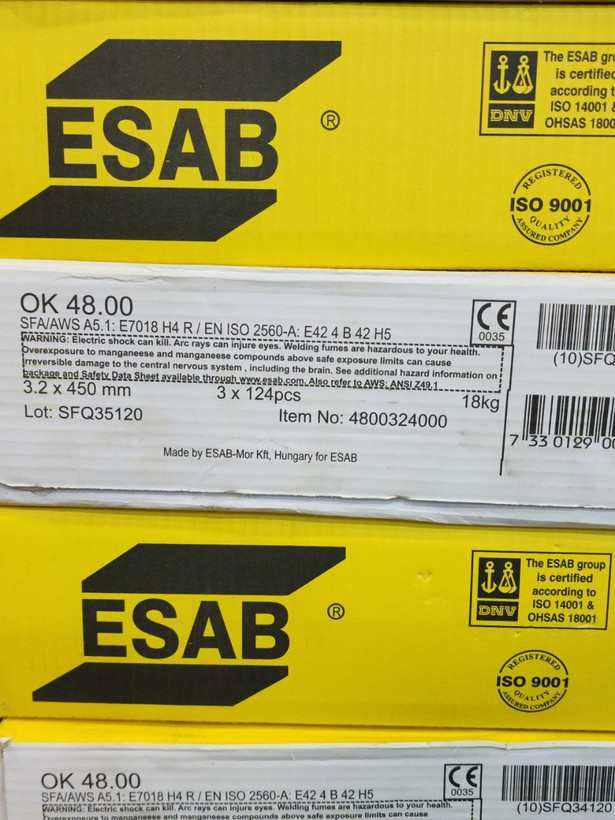 ESAB ®
The ESAB
is certified
according
ISO 14001 &
OHSAS
DNV
REGISTERED
ISO 9001
QUALITY
ASSURED COMPANY
OK 48.00
SFA/AWS A5.1: E7018 H4 R / EN ISO 2560-A: E42 4 B 42 H5
WARNING: Electric shock can kill. Arc rays can injure eyes. Welding fumes are hazardous to your health.
Overexposure to manganeese and manganeese compounds above safe exposure limits can cause
irreversible damage to the central nervous system , including the brain. See additional hazard information on
package and Safety Data Sheet available through www.esab.com. Also refer to AWS: ANSI Z49.1
CE
0035
(10)SFQ
3.2 x 450 mm 3 x 124pcs 18kg
Lot: SFQ35120 Item No: 4800324000
7 33 0129 00
Made by ESAB-Mor Kft, Hungary for ESAB
ESAB ®
The ESAB group
is certified
according to
ISO 14001 &
OHSAS 18001
DNV
REGISTERED
ISO 9001
QUALITY
ASSURED COMPANY
OK 48.00
SFA/AWS A5.1: E7018 H4 R / EN ISO 2560-A: E42 4 B 42 H5
WARNING: Electric shock can kill. Arc rays can injure eyes. Welding fumes are hazardous to your health.
Overexposure to manganeese and manganeese compounds above safe exposure limits can cause
CE
0035
(10)SFQ34120